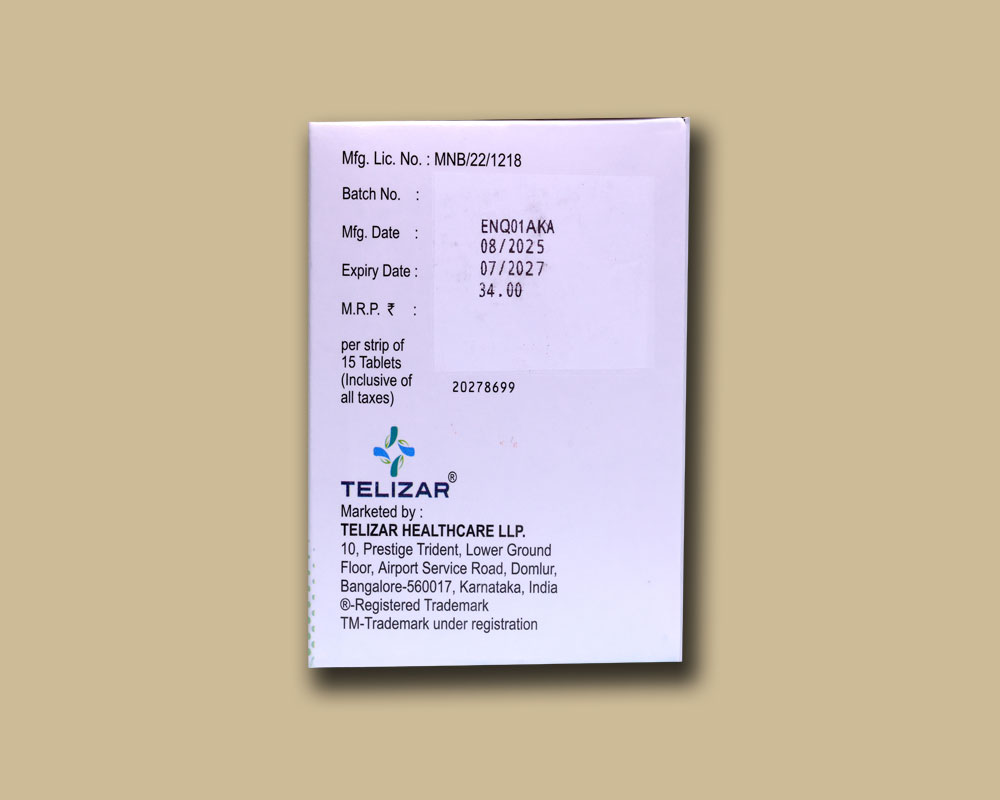 Mfg. Lic. No. : MNB/22/1218
Batch No. :
Mfg. Date :
Expiry Date :
M.R.P. ₹ :
per strip of
15 Tablets
(Inclusive of
all taxes)
ENQ01AKA
08/2025
07/2027
34.00
20278699
TELIZAR®
Marketed by :
TELIZAR HEALTHCARE LLP.
10, Prestige Trident, Lower Ground
Floor, Airport Service Road, Domlur,
Bangalore-560017, Karnataka, India
®-Registered Trademark
TM-Trademark under registration